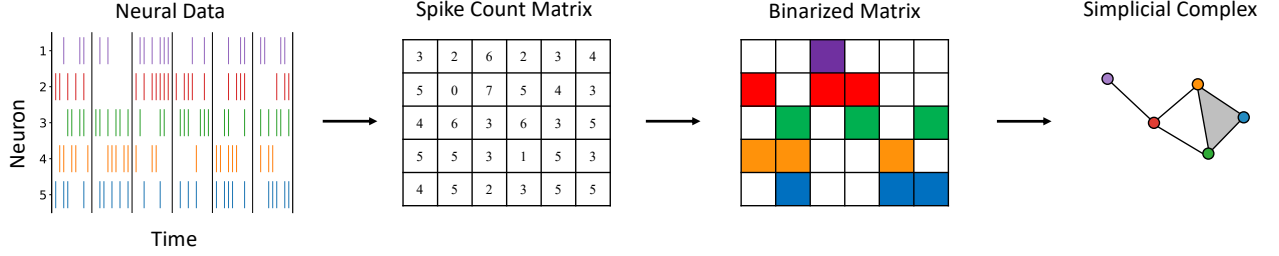 Neural Data
Spike Count Matrix
Binarized Matrix
Simplicial Complex
Neuron
1
2
3
4
5
Time
3 2 6 2 3 4
5 0 7 5 4 3
4 6 3 6 3 5
5 5 3 1 5 3
4 5 2 3 5 5